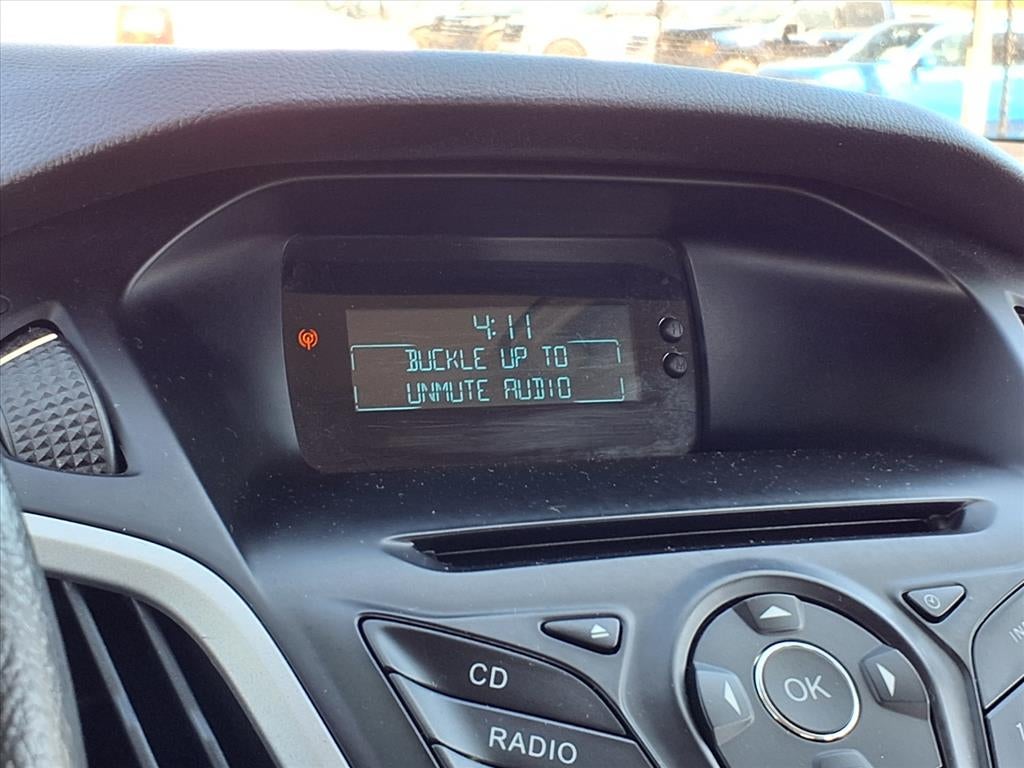 4:11
BUCKLE UP TO
UNMUTE AUDIO
CD
OK
RADIO